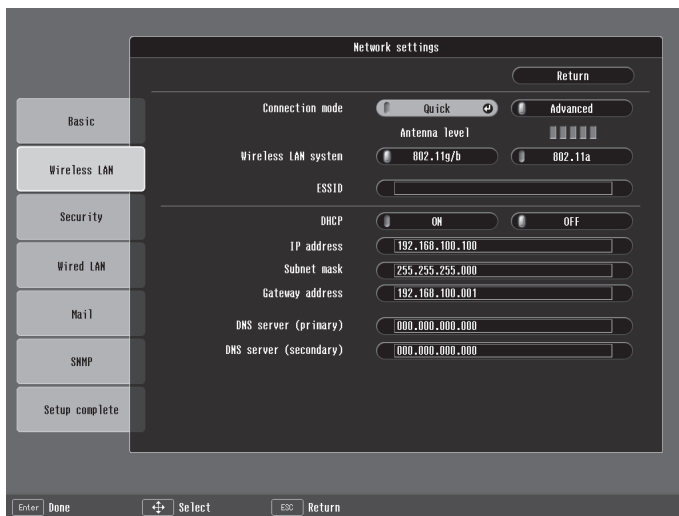 Network settings
Return
Basic
Wireless LAN
Security
Wired LAN
Mail
SNMP
Setup complete
Connection mode Quick Advanced
Antenna level
Wireless LAN system 802.11g/b 802.11a
ESSID
DHCP ON OFF
IP address 192.168.100.100
Subnet mask 255.255.255.000
Gateway address 192.168.100.001
DNS server (primary) 000.000.000.000
DNS server (secondary) 000.000.000.000
Enter Done Select ESC Return